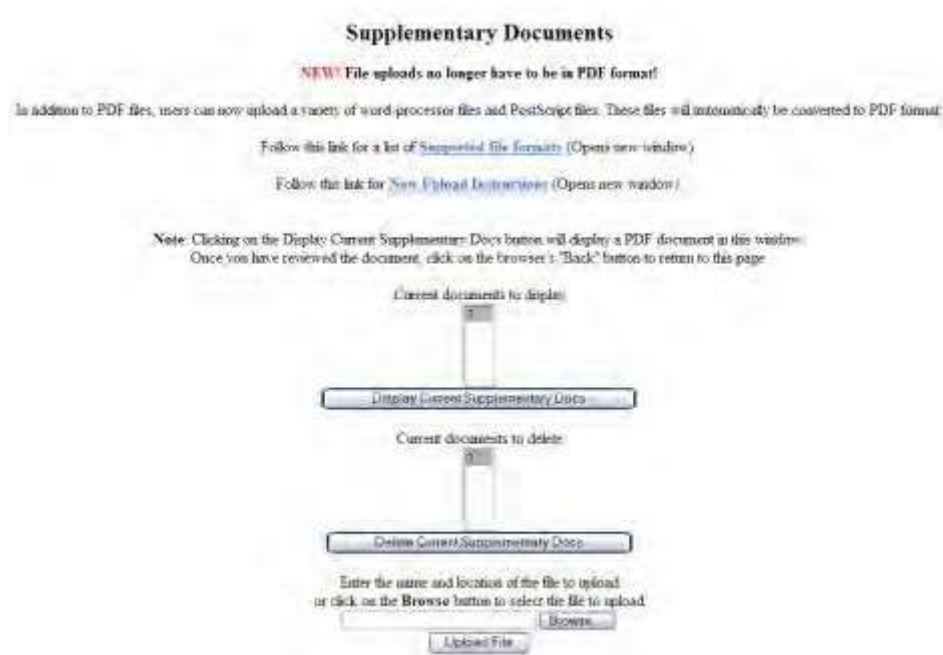 Supplementary Documents
NEW! File uploads no longer have to be in PDF format!
In addition to PDF files, users can now upload a variety of word-processor files and PostScript files. These files will automatically be converted to PDF format
Follow this link for a list of Supported file formats (Opens new window)
Follow this link for New Upload Instructions (Opens new window)
Note: Clicking on the Display Current Supplementary Docs button will display a PDF document in this window.
Once you have reviewed the document, click on the browser's "Back" button to return to this page
Current documents to display
Display Current Supplementary Docs
Current documents to delete
Delete Current Supplementary Docs
Enter the name and location of the file to upload
or click on the Browse button to select the file to upload
Browse...
Upload File